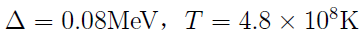 Δ = 0.08MeV，T = 4.8 × 10⁸K